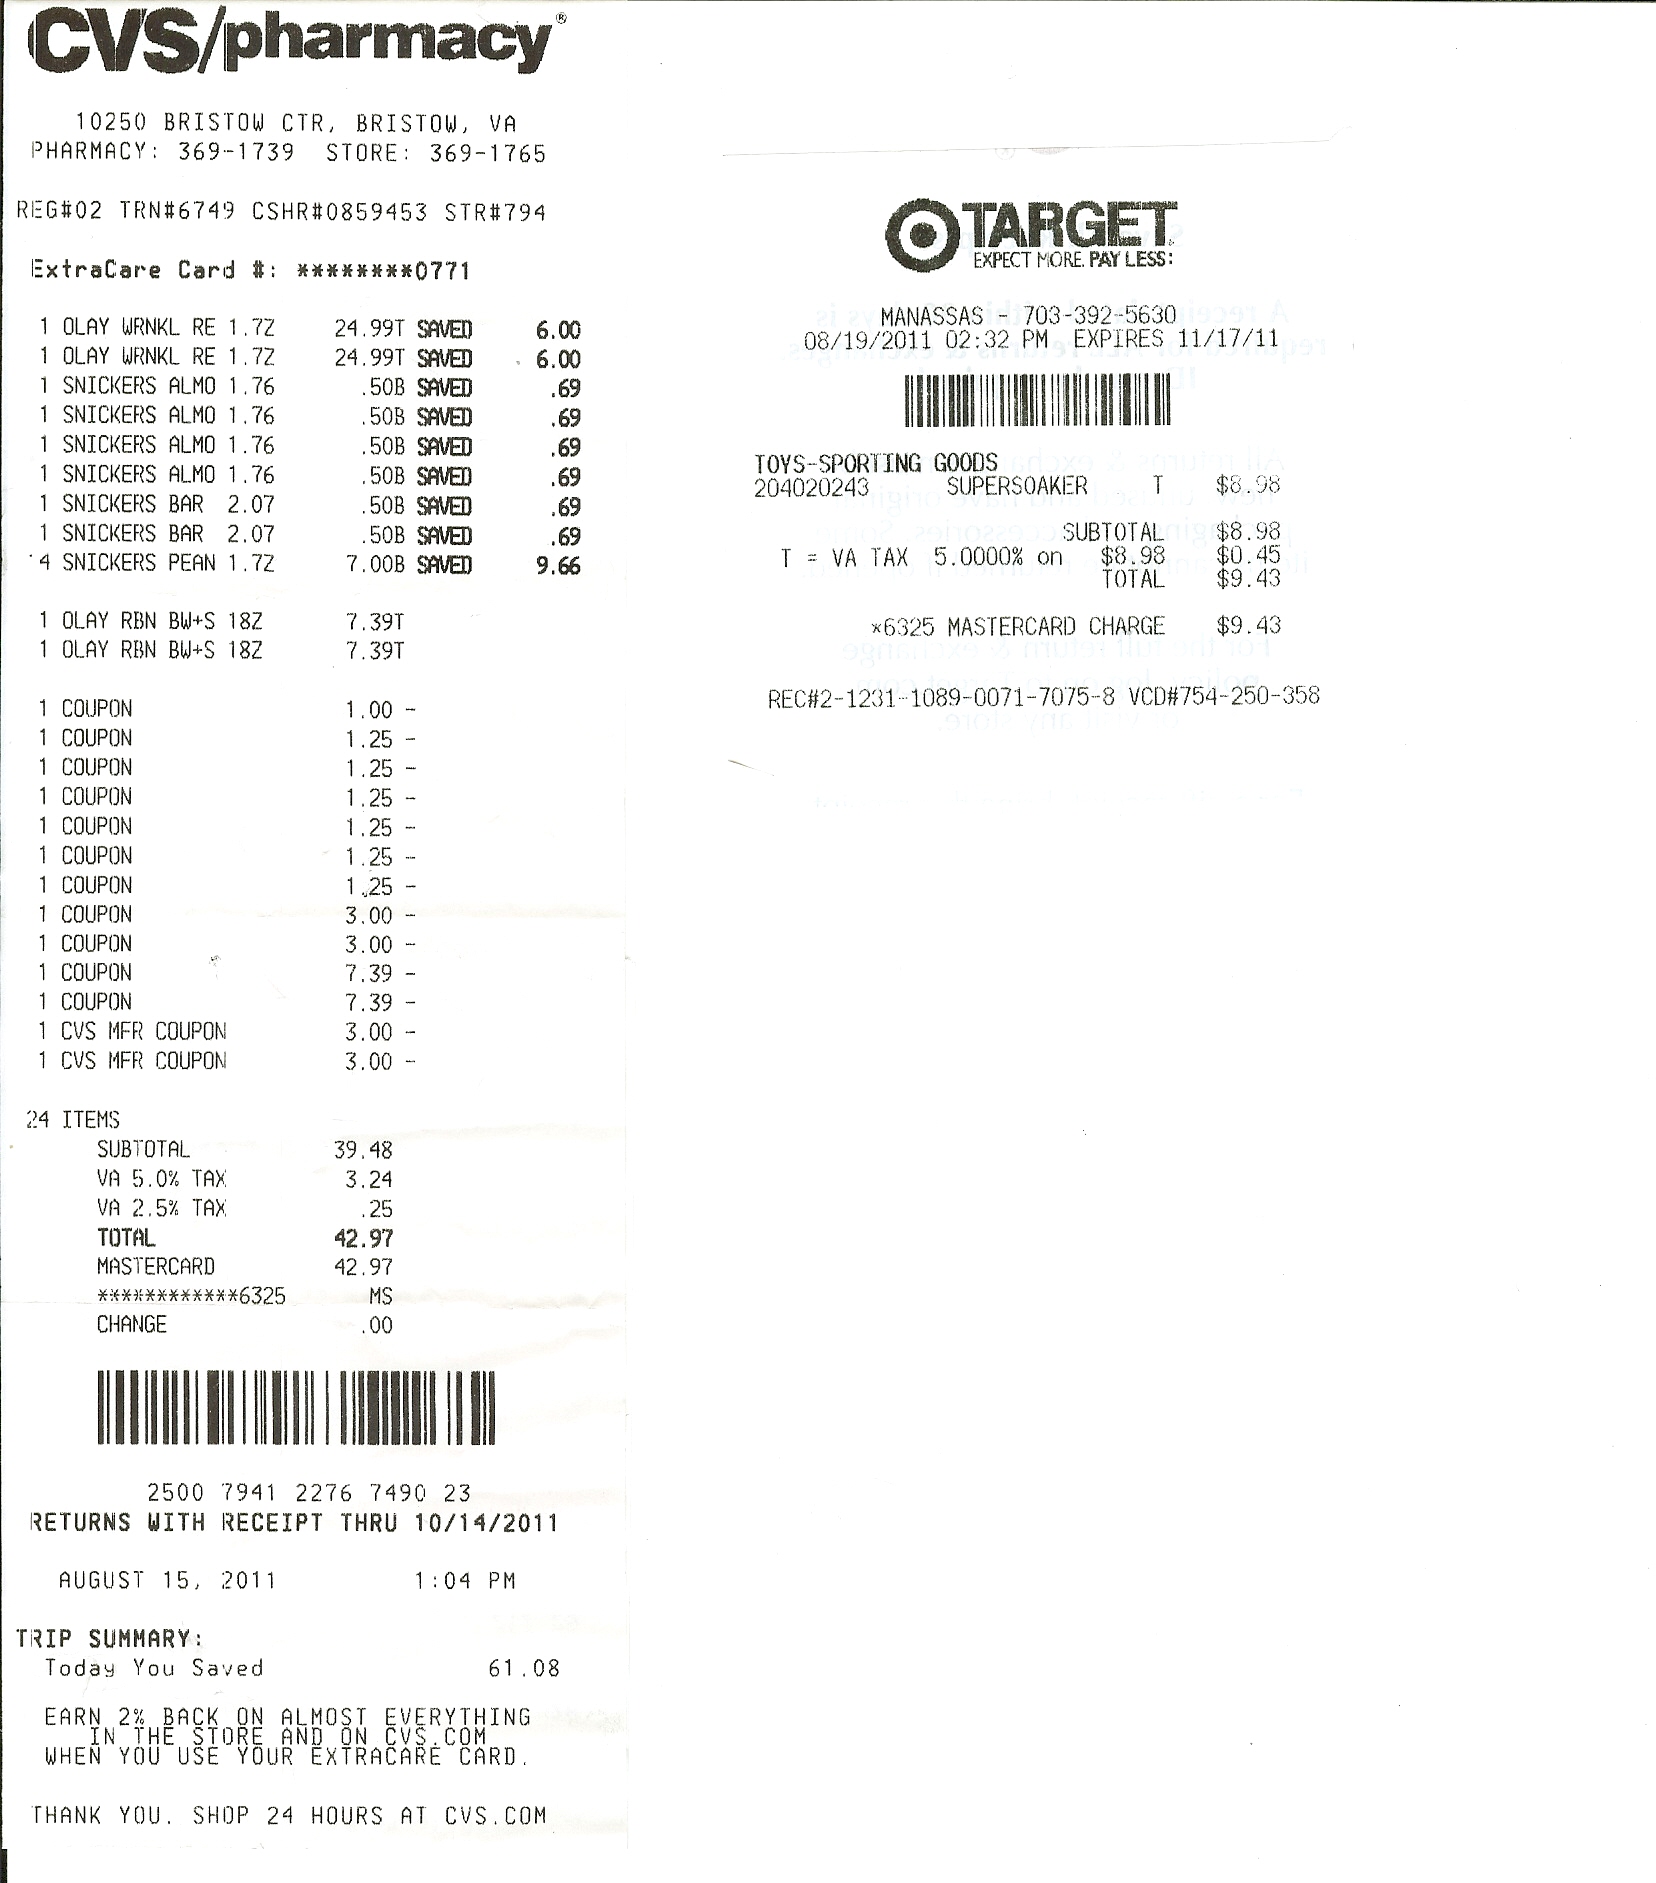 CVS/pharmacy®
10250 BRISTOW CTR, BRISTOW, VA
PHARMACY: 369-1739 STORE: 369-1765
REG#02 TRN#6749 CSHR#0859453 STR#794
ExtraCare Card #: ********0771
1 OLAY WRNKL RE 1.7Z 24.99T SAVED 6.00
1 OLAY WRNKL RE 1.7Z 24.99T SAVED 6.00
1 SNICKERS ALMO 1.76 .50B SAVED .69
1 SNICKERS ALMO 1.76 .50B SAVED .69
1 SNICKERS ALMO 1.76 .50B SAVED .69
1 SNICKERS ALMO 1.76 .50B SAVED .69
1 SNICKERS BAR 2.07 .50B SAVED .69
1 SNICKERS BAR 2.07 .50B SAVED .69
4 SNICKERS PEAN 1.7Z 7.00B SAVED 9.66
1 OLAY RBN BW+S 18Z 7.39T
1 OLAY RBN BW+S 18Z 7.39T
1 COUPON 1.00 -
1 COUPON 1.25 -
1 COUPON 1.25 -
1 COUPON 1.25 -
1 COUPON 1.25 -
1 COUPON 1.25 -
1 COUPON 1.25 -
1 COUPON 3.00 -
1 COUPON 3.00 -
1 COUPON 7.39 -
1 COUPON 7.39 -
1 CVS MFR COUPON 3.00 -
1 CVS MFR COUPON 3.00 -
24 ITEMS
SUBTOTAL 39.48
VA 5.0% TAX 3.24
VA 2.5% TAX .25
TOTAL 42.97
MASTERCARD 42.97
************6325 MS
CHANGE .00
2500 7941 2276 7490 23
RETURNS WITH RECEIPT THRU 10/14/2011
AUGUST 15, 2011 1:04 PM
TRIP SUMMARY:
Today You Saved 61.08
EARN 2% BACK ON ALMOST EVERYTHING
IN THE STORE AND ON CVS.COM
WHEN YOU USE YOUR EXTRACARE CARD.
THANK YOU. SHOP 24 HOURS AT CVS.COM
TARGET
EXPECT MORE. PAY LESS:
MANASSAS - 703-392-5630
08/19/2011 02:32 PM EXPIRES 11/17/11
TOYS-SPORTING GOODS
204020243 SUPERSOAKER T $8.98
SUBTOTAL $8.98
T = VA TAX 5.0000% on $8.98 $0.45
TOTAL $9.43
*6325 MASTERCARD CHARGE $9.43
REC#2-1231-1089-0071-7075-8 VCD#754-250-358